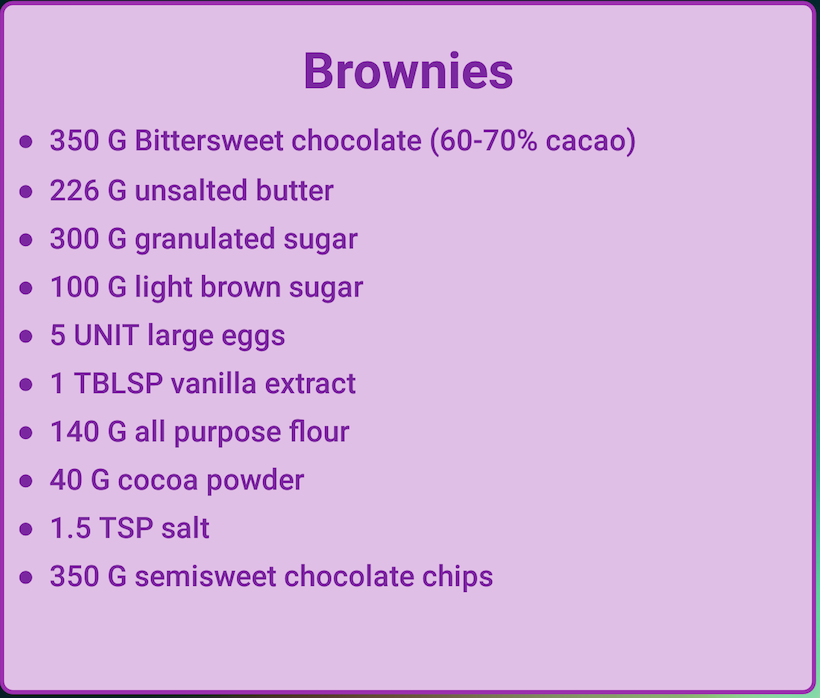 Brownies
• 350 G Bittersweet chocolate (60-70% cacao)
• 226 G unsalted butter
• 300 G granulated sugar
• 100 G light brown sugar
• 5 UNIT large eggs
• 1 TBLSP vanilla extract
• 140 G all purpose flour
• 40 G cocoa powder
• 1.5 TSP salt
• 350 G semisweet chocolate chips